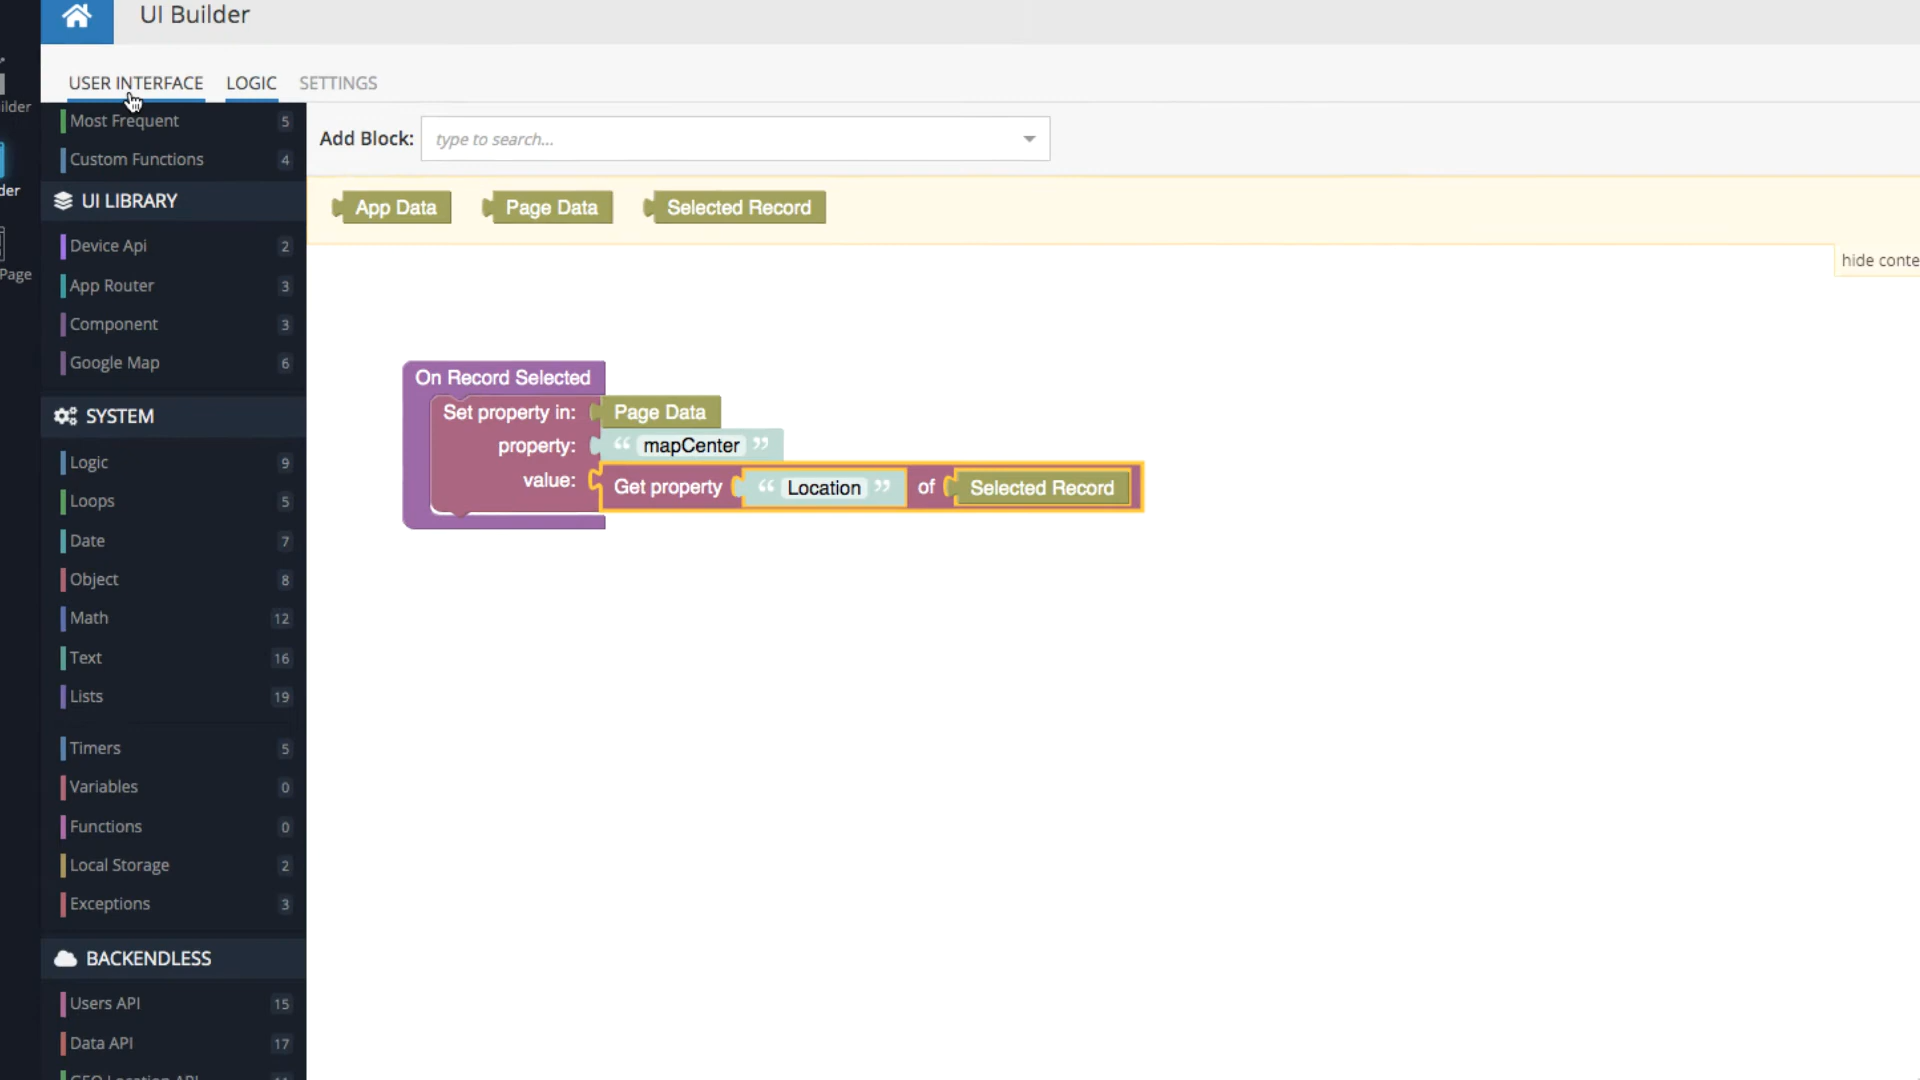 UI Builder
USER INTERFACE LOGIC SETTINGS
ilder
der
Page
Most Frequent 5
Custom Functions 4
UI LIBRARY
Device Api 2
App Router 3
Component 3
Google Map 6
SYSTEM
Logic 9
Loops 5
Date 7
Object 8
Math 12
Text 16
Lists 19
Timers 5
Variables 0
Functions 0
Local Storage 2
Exceptions 3
BACKENDLESS
Users API 15
Data API 17
Add Block: type to search...
App Data Page Data Selected Record
hide conte
On Record Selected
Set property in: Page Data
property: “ mapCenter ”
value: Get property “ Location ” of Selected Record